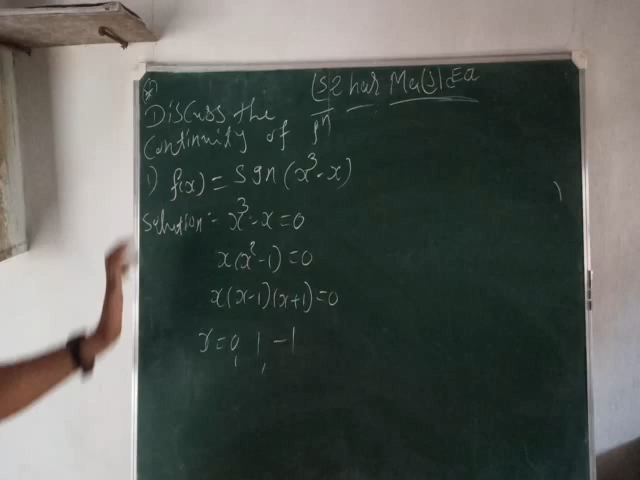 Discuss the
Continuity of fⁿ
1) f(x) = Sgn (x³ - x)
Solution :- x³ - x = 0
x(x² - 1) = 0
x(x-1)(x+1) = 0
x = 0, 1, -1